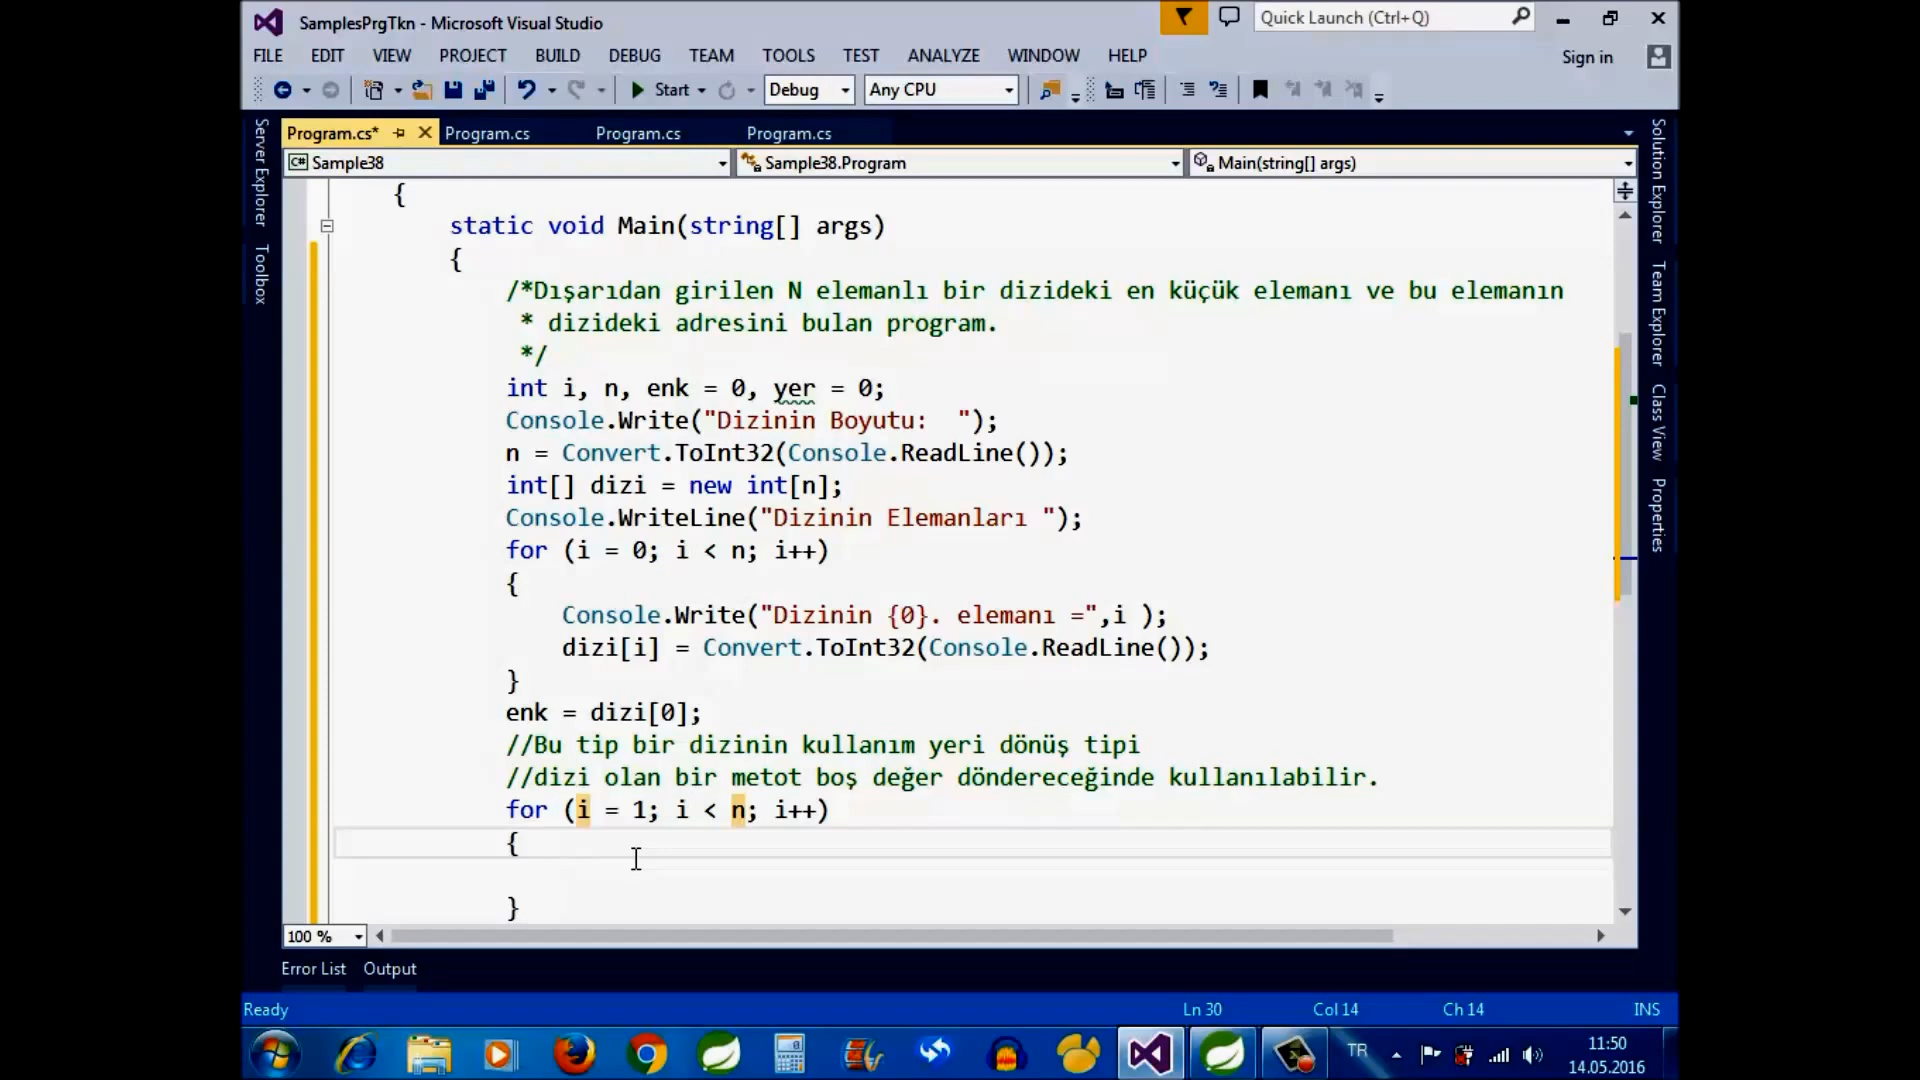 SamplesPrgTkn - Microsoft Visual Studio
Quick Launch (Ctrl+Q)
FILE EDIT VIEW PROJECT BUILD DEBUG TEAM TOOLS TEST ANALYZE WINDOW HELP
Sign in
Start Debug Any CPU
Program.cs* Program.cs Program.cs Program.cs
Sample38 Sample38.Program Main(string[] args)
Server Explorer
Toolbox
{
static void Main(string[] args)
{
/*Dışarıdan girilen N elemanlı bir dizideki en küçük elemanı ve bu elemanın
* dizideki adresini bulan program.
*/
int i, n, enk = 0, yer = 0;
Console.Write("Dizinin Boyutu:  ");
n = Convert.ToInt32(Console.ReadLine());
int[] dizi = new int[n];
Console.WriteLine("Dizinin Elemanları ");
for (i = 0; i < n; i++)
{
Console.Write("Dizinin {0}. elemanı =",i );
dizi[i] = Convert.ToInt32(Console.ReadLine());
}
enk = dizi[0];
//Bu tip bir dizinin kullanım yeri dönüş tipi
//dizi olan bir metot boş değer döndereceğinde kullanılabilir.
for (i = 1; i < n; i++)
{
}
Solution Explorer
Team Explorer
Class View
Properties
100 %
Error List Output
Ready Ln 30 Col 14 Ch 14 INS
TR 11:50
14.05.2016